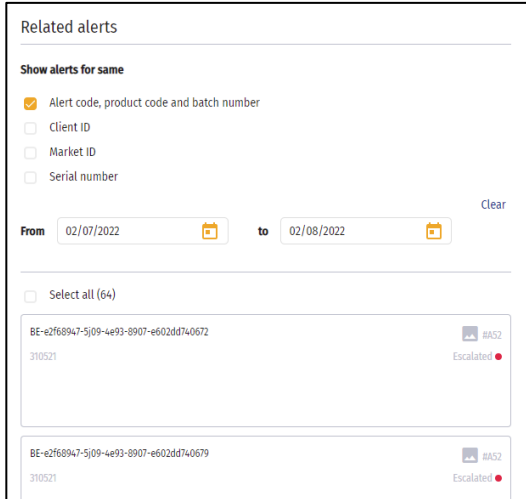 Related alerts
Show alerts for same
Alert code, product code and batch number
Client ID
Market ID
Serial number
Clear
From 02/07/2022 to 02/08/2022
Select all (64)
BE-e2f68947-5j09-4e93-8907-e602dd740672 #A52
310521 Escalated
BE-e2f68947-5j09-4e93-8907-e602dd740679 #A52
310521 Escalated